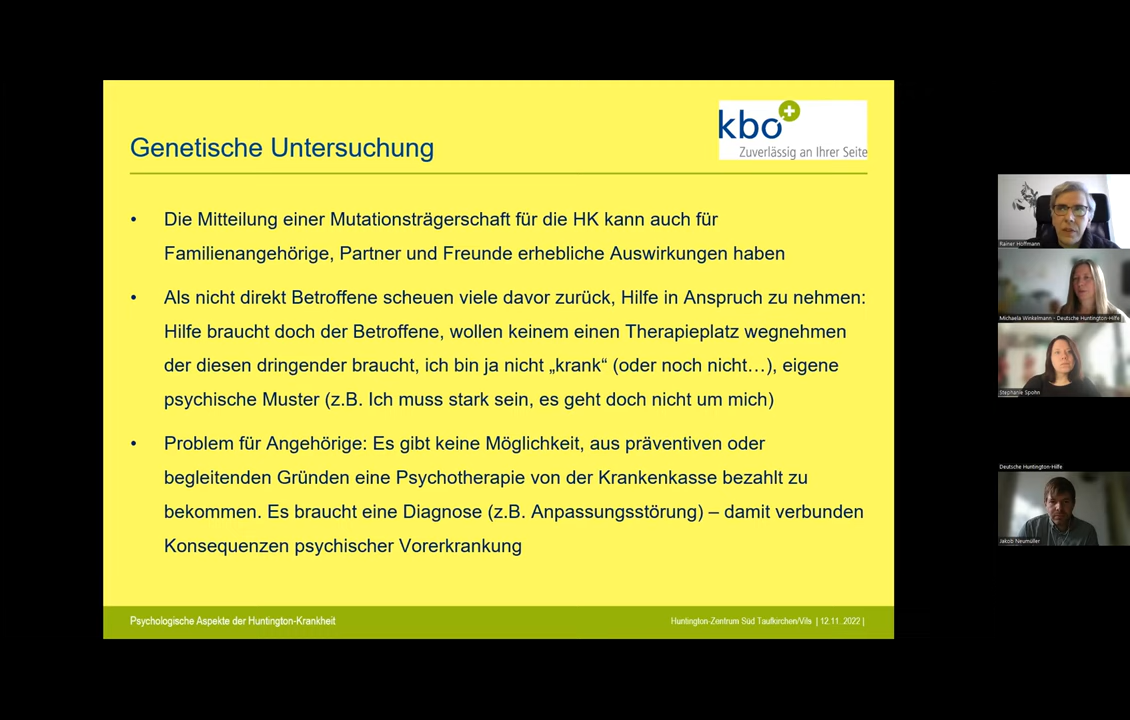 kbo
Zuverlässig an Ihrer Seite
Genetische Untersuchung
• Die Mitteilung einer Mutationsträgerschaft für die HK kann auch für
Familienangehörige, Partner und Freunde erhebliche Auswirkungen haben
• Als nicht direkt Betroffene scheuen viele davor zurück, Hilfe in Anspruch zu nehmen:
Hilfe braucht doch der Betroffene, wollen keinem einen Therapieplatz wegnehmen
der diesen dringender braucht, ich bin ja nicht „krank“ (oder noch nicht…), eigene
psychische Muster (z.B. Ich muss stark sein, es geht doch nicht um mich)
• Problem für Angehörige: Es gibt keine Möglichkeit, aus präventiven oder
begleitenden Gründen eine Psychotherapie von der Krankenkasse bezahlt zu
bekommen. Es braucht eine Diagnose (z.B. Anpassungsstörung) – damit verbunden
Konsequenzen psychischer Vorerkrankung
Psychologische Aspekte der Huntington-Krankheit
Huntington-Zentrum Süd Taufkirchen/Vils | 12.11..2022 |
Rainer Hoffmann
Michaela Winkelmann - Deutsche Huntington-Hilfe
Stephanie Spohn
Deutsche Huntington-Hilfe
Jakob Neumüller